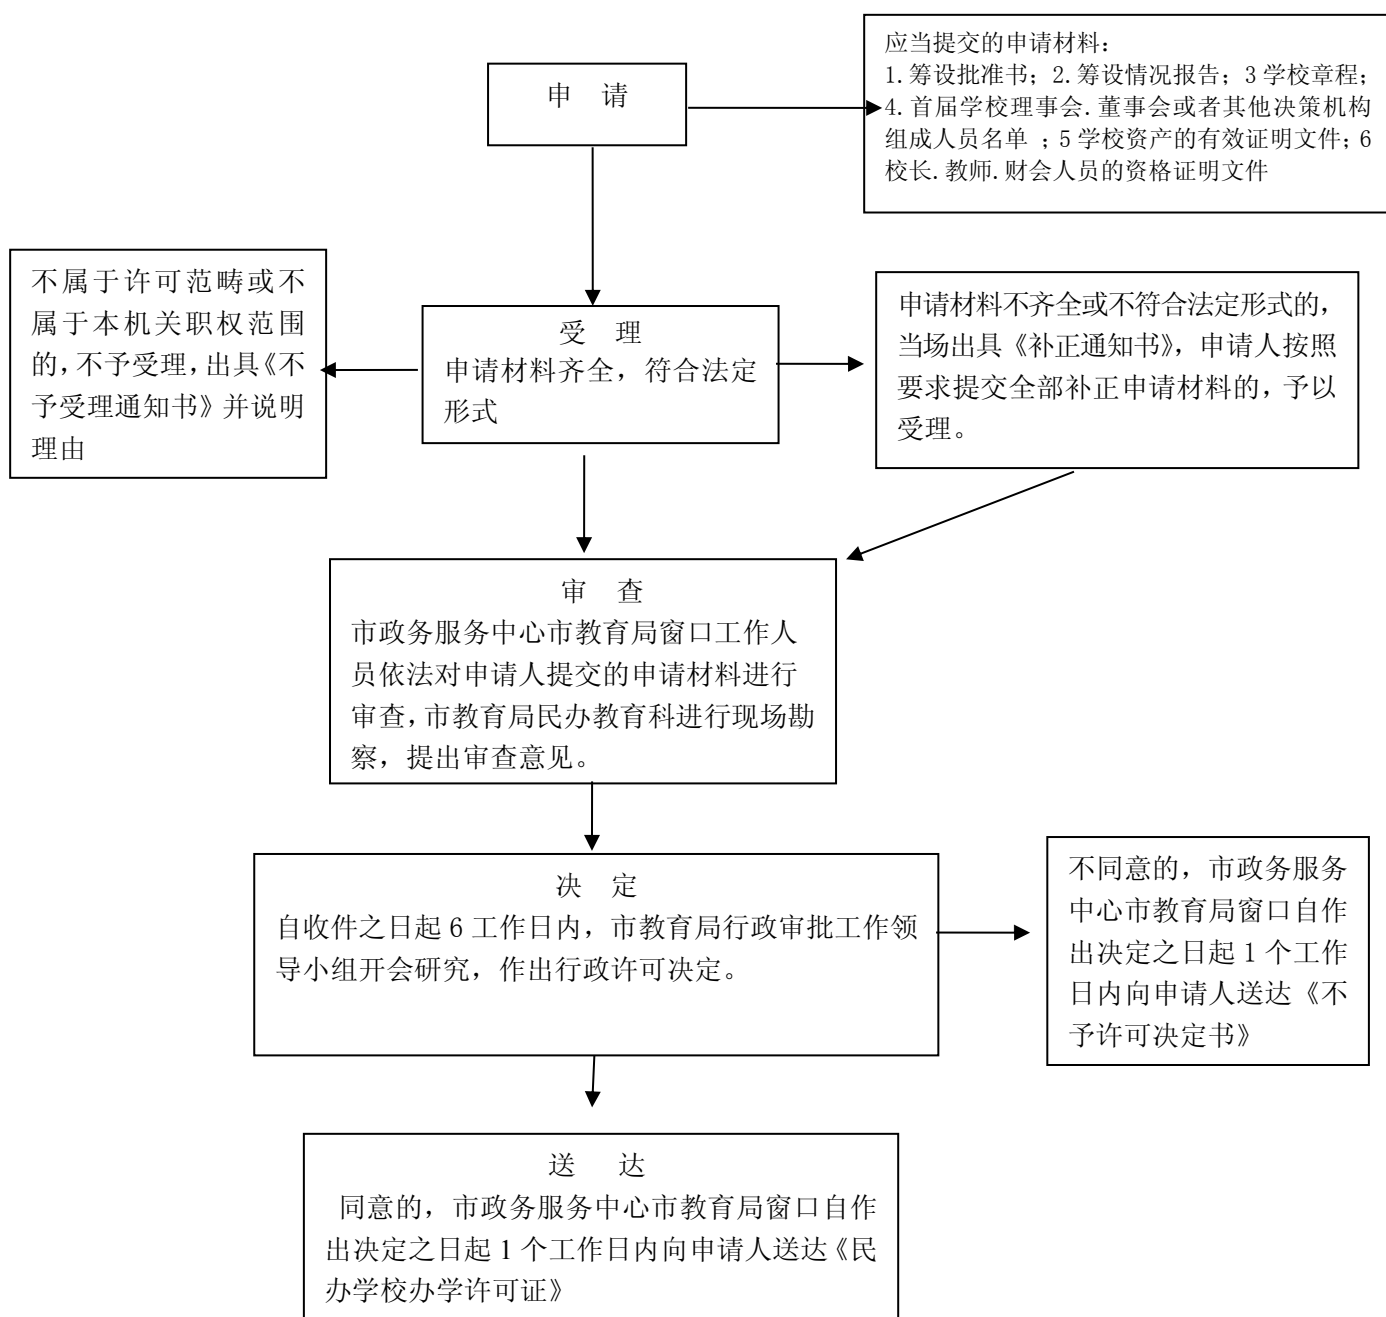 申 请
应当提交的申请材料：
1.筹设批准书；2.筹设情况报告；3 学校章程；
4.首届学校理事会.董事会或者其他决策机构
组成人员名单 ；5 学校资产的有效证明文件；6
校长.教师.财会人员的资格证明文件
不属于许可范畴或不
属于本机关职权范围
的，不予受理，出具《不
予受理通知书》并说明
理由
受 理
申请材料齐全，符合法定
形式
申请材料不齐全或不符合法定形式的，
当场出具《补正通知书》，申请人按照
要求提交全部补正申请材料的，予以
受理。
审 查
市政务服务中心市教育局窗口工作人
员依法对申请人提交的申请材料进行
审查，市教育局民办教育科进行现场勘
察，提出审查意见。
决 定
自收件之日起 6 工作日内，市教育局行政审批工作领
导小组开会研究，作出行政许可决定。
不同意的，市政务服务
中心市教育局窗口自作
出决定之日起 1 个工作
日内向申请人送达《不
予许可决定书》
送 达
同意的，市政务服务中心市教育局窗口自作
出决定之日起 1 个工作日内向申请人送达《民
办学校办学许可证》